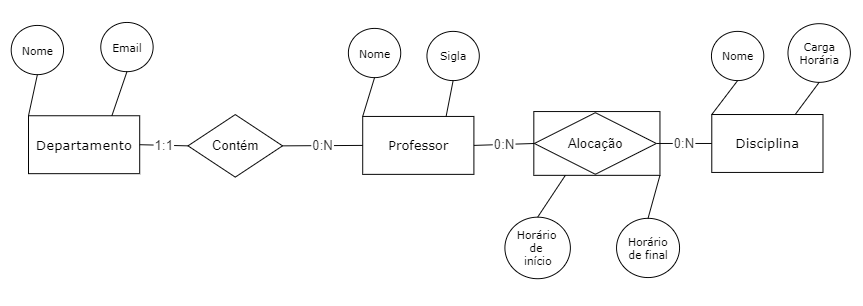 Nome
Email
Nome
Sigla
Nome
Carga
Horária
Departamento
1:1
Contém
0:N
Professor
0:N
Alocação
0:N
Disciplina
Horário
de
início
Horário
de final